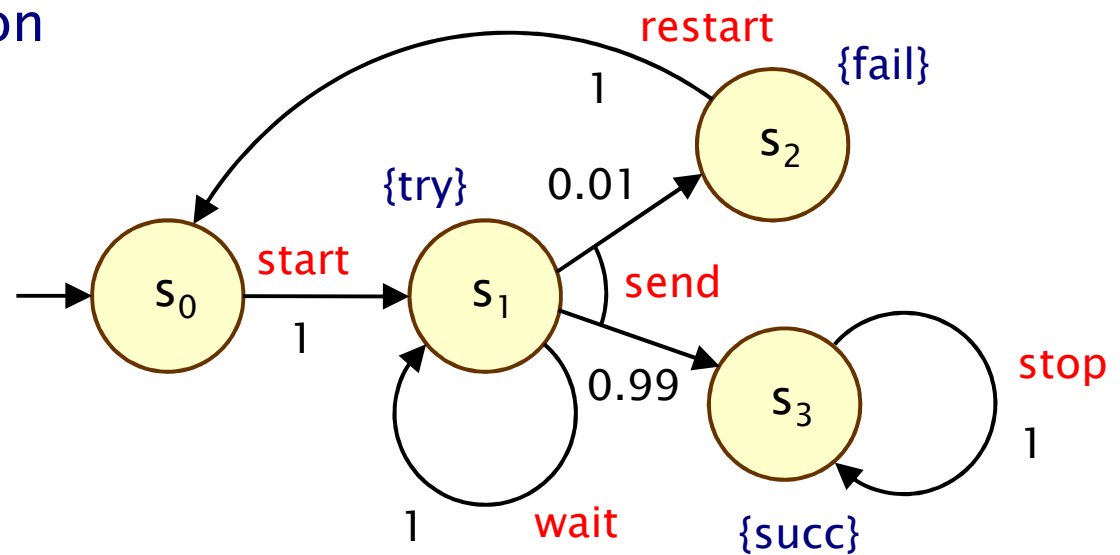 on
restart
{fail}
1
s₂
{try}
0.01
start
s₀
s₁
send
1
0.99
s₃
stop
1
1
wait
{succ}